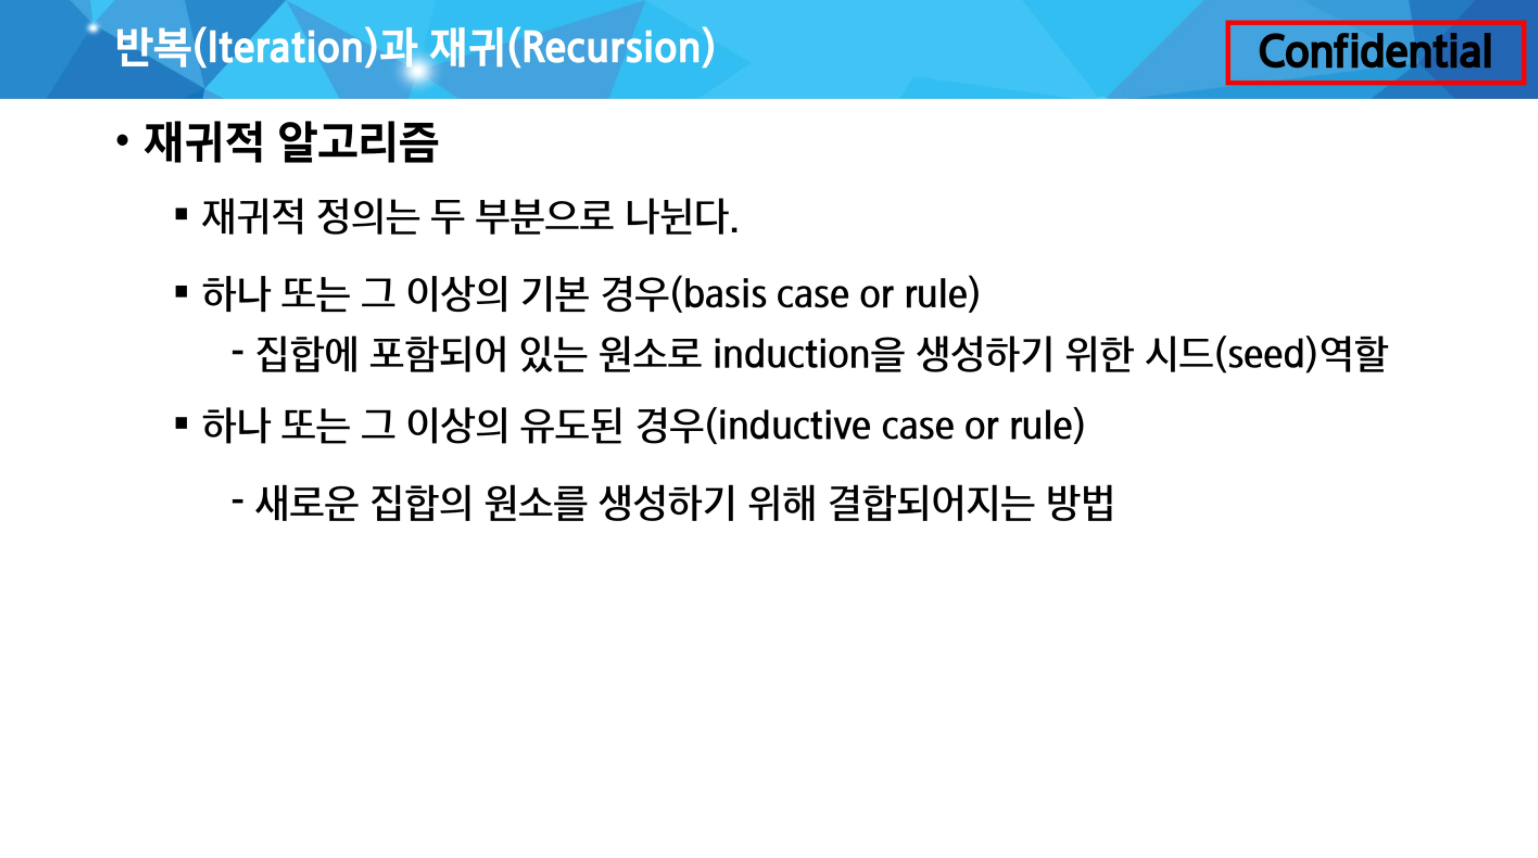 반복(Iteration)과 재귀(Recursion)
Confidential
• 재귀적 알고리즘
▪ 재귀적 정의는 두 부분으로 나뉜다.
▪ 하나 또는 그 이상의 기본 경우(basis case or rule)
- 집합에 포함되어 있는 원소로 induction을 생성하기 위한 시드(seed)역할
▪ 하나 또는 그 이상의 유도된 경우(inductive case or rule)
- 새로운 집합의 원소를 생성하기 위해 결합되어지는 방법